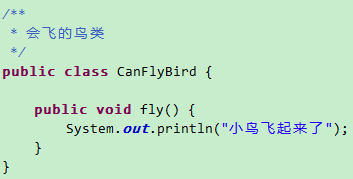 /**
 * 会飞的鸟类
 */
public class CanFlyBird {
    public void fly() {
        System.out.println("小鸟飞起来了");
    }
}